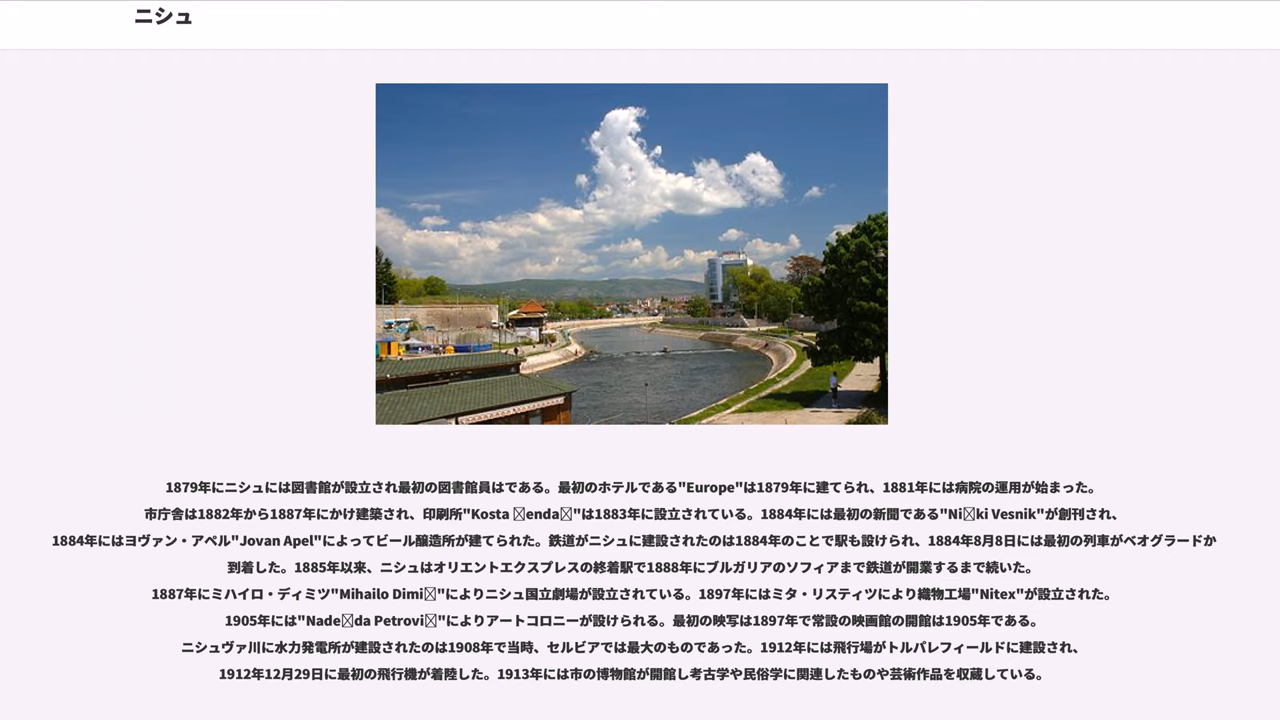 ニシュ
1879年にニシュには図書館が設立され最初の図書館員はである。最初のホテルである"Europe"は1879年に建てられ、1881年には病院の運用が始まった。
市庁舎は1882年から1887年にかけ建築され、印刷所"Kosta □enda□"は1883年に設立されている。1884年には最初の新聞である"Ni□ki Vesnik"が創刊され、
1884年にはヨヴァン・アペル"Jovan Apel"によってビール醸造所が建てられた。鉄道がニシュに建設されたのは1884年のことで駅も設けられ、1884年8月8日には最初の列車がベオグラードか
到着した。1885年以来、ニシュはオリエントエクスプレスの終着駅で1888年にブルガリアのソフィアまで鉄道が開業するまで続いた。
1887年にミハイロ・ディミツ"Mihailo Dimi□"によりニシュ国立劇場が設立されている。1897年にはミタ・リスティツにより織物工場"Nitex"が設立された。
1905年には"Nade□da Petrovi□"によりアートコロニーが設けられる。最初の映写は1897年で常設の映画館の開館は1905年である。
ニシュヴァ川に水力発電所が建設されたのは1908年で当時、セルビアでは最大のものであった。1912年には飛行場がトルパレフィールドに建設され、
1912年12月29日に最初の飛行機が着陸した。1913年には市の博物館が開館し考古学や民俗学に関連したものや芸術作品を収蔵している。